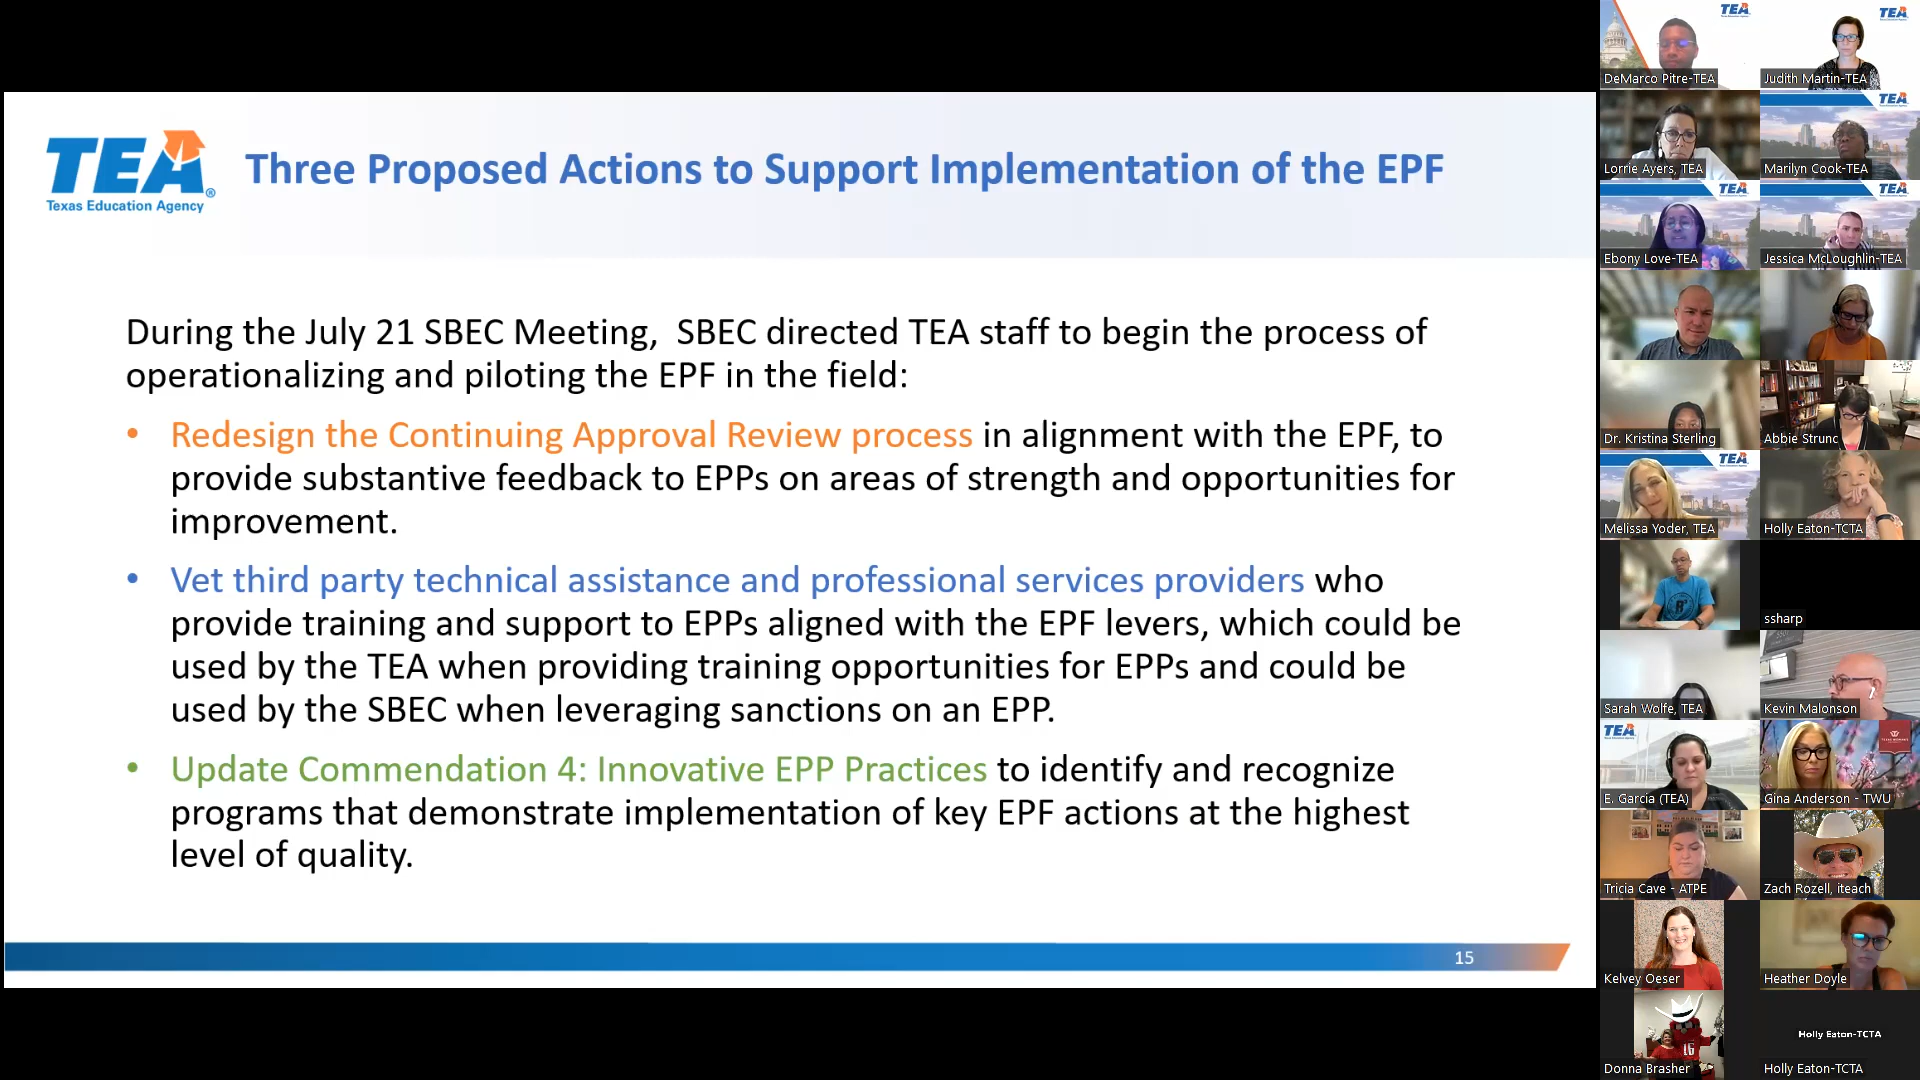 TEA
Texas Education Agency
Three Proposed Actions to Support Implementation of the EPF
During the July 21 SBEC Meeting, SBEC directed TEA staff to begin the process of
operationalizing and piloting the EPF in the field:
• Redesign the Continuing Approval Review process in alignment with the EPF, to
provide substantive feedback to EPPs on areas of strength and opportunities for
improvement.
• Vet third party technical assistance and professional services providers who
provide training and support to EPPs aligned with the EPF levers, which could be
used by the TEA when providing training opportunities for EPPs and could be
used by the SBEC when leveraging sanctions on an EPP.
• Update Commendation 4: Innovative EPP Practices to identify and recognize
programs that demonstrate implementation of key EPF actions at the highest
level of quality.
15
TEA
TEA
DeMarco Pitre-TEA
Judith Martin-TEA
TEA
Lorrie Ayers, TEA
Marilyn Cook-TEA
TEA
TEA
Ebony Love-TEA
Jessica McLoughlin-TEA
Dr. Kristina Sterling
Abbie Strunc
TEA
Melissa Yoder, TEA
Holly Eaton-TCTA
ssharp
Sarah Wolfe, TEA
Kevin Malonson
TEA
E. Garcia (TEA)
Gina Anderson - TWU
Tricia Cave - ATPE
Zach Rozell, iteach
Kelvey Oeser
Heather Doyle
Donna Brasher
Holly Eaton-TCTA
Holly Eaton-TCTA